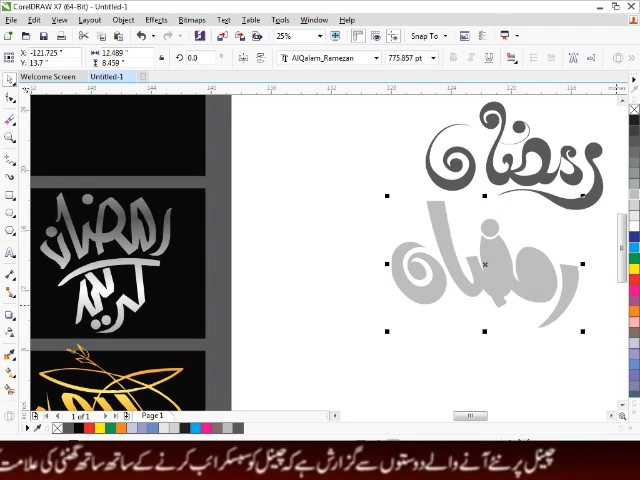 CorelDRAW X7 (64-Bit) - Untitled-1
File Edit View Layout Object Effects Bitmaps Text Table Tools Window Help
25% Snap To
X: -121.725 " 12.489 " 0.0 AlQalam_Ramezan 775.857 pt
Y: 13.7 " 8.459 "
Welcome Screen Untitled-1
رمضان
رمضان
رمضان
کریم
1 of 1 Page 1
چینل پر نئے آنے والے دوستوں سے گزارش ہے کہ چینل کو سبسکرائب کرنے کے ساتھ ساتھ گھنٹی کی علامت